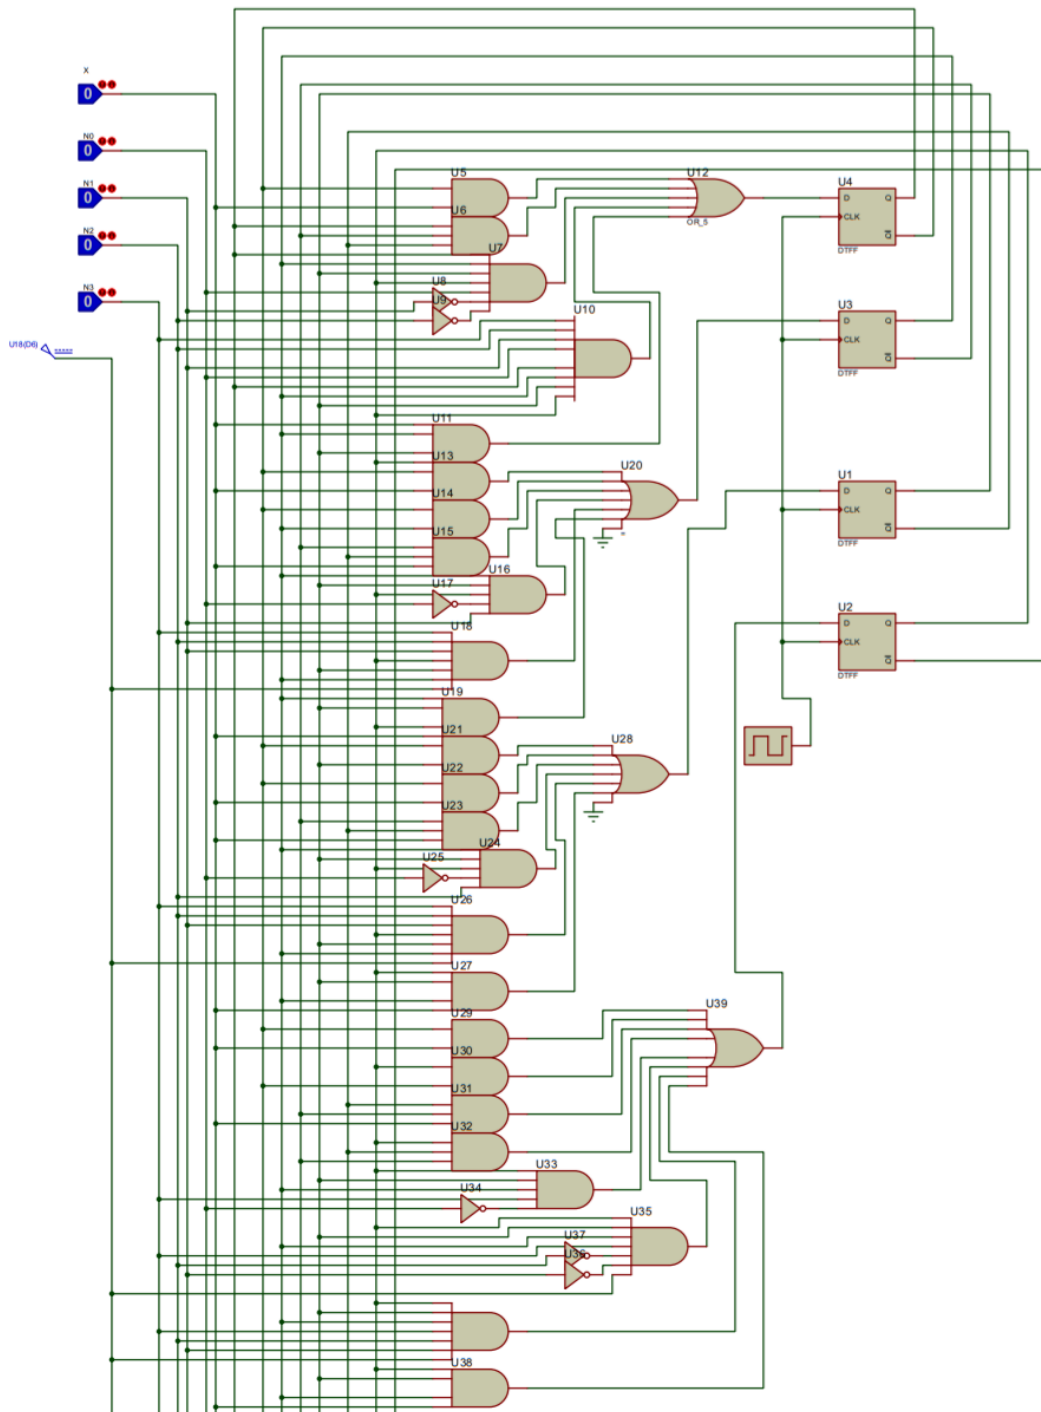 X
0
N0
0
N1
0
N2
0
N3
0
U18(D6)
U5
U6
U7
U8
U9
U10
U11
U12
OR_5
U13
U14
U15
U16
U17
U18
U19
U20
U21
U22
U23
U24
U25
U26
U27
U28
U29
U30
U31
U32
U33
U34
U35
U37
U36
U38
U39
U4
D
Q
CLK
Q
DTFF
U3
D
Q
CLK
Q
DTFF
U1
D
Q
CLK
Q
DTFF
U2
D
Q
CLK
Q
DTFF